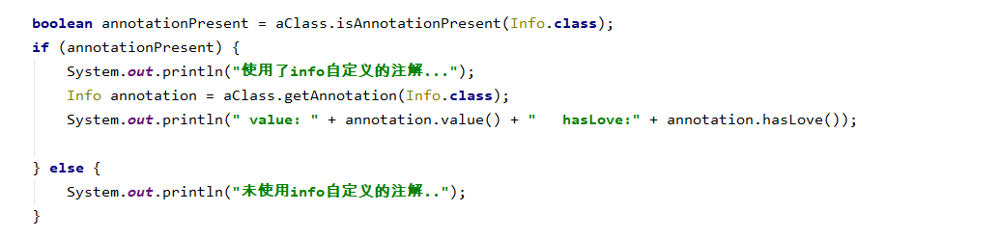 boolean annotationPresent = aClass.isAnnotationPresent(Info.class);
if (annotationPresent) {
    System.out.println("使用了info自定义的注解...");
    Info annotation = aClass.getAnnotation(Info.class);
    System.out.println(" value: " + annotation.value() + "   hasLove:" + annotation.hasLove());
} else {
    System.out.println("未使用info自定义的注解..");
}